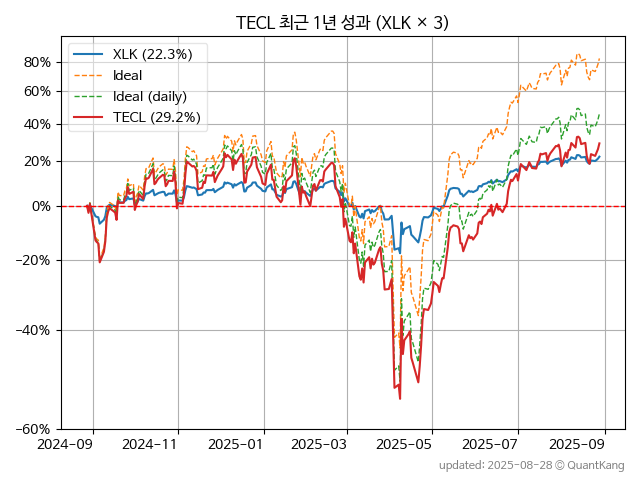 TECL 최근 1년 성과 (XLK × 3)
XLK (22.3%)
Ideal
Ideal (daily)
TECL (29.2%)
80%
60%
40%
20%
0%
−20%
−40%
−60%
2024-09 2024-11 2025-01 2025-03 2025-05 2025-07 2025-09
updated: 2025-08-28 © QuantKang